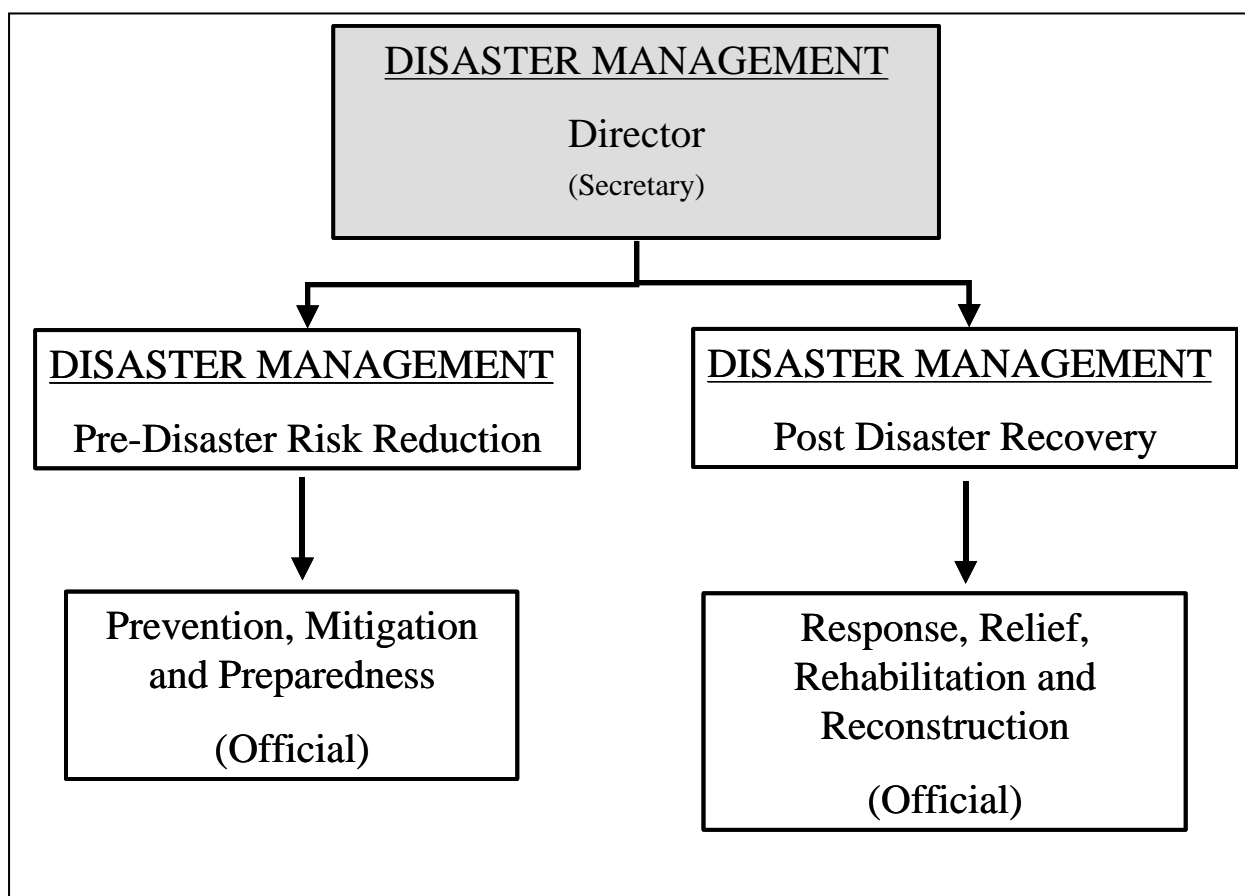 DISASTER MANAGEMENT
Director
(Secretary)
DISASTER MANAGEMENT
Pre-Disaster Risk Reduction
DISASTER MANAGEMENT
Post Disaster Recovery
Prevention, Mitigation
and Preparedness
(Official)
Response, Relief,
Rehabilitation and
Reconstruction
(Official)